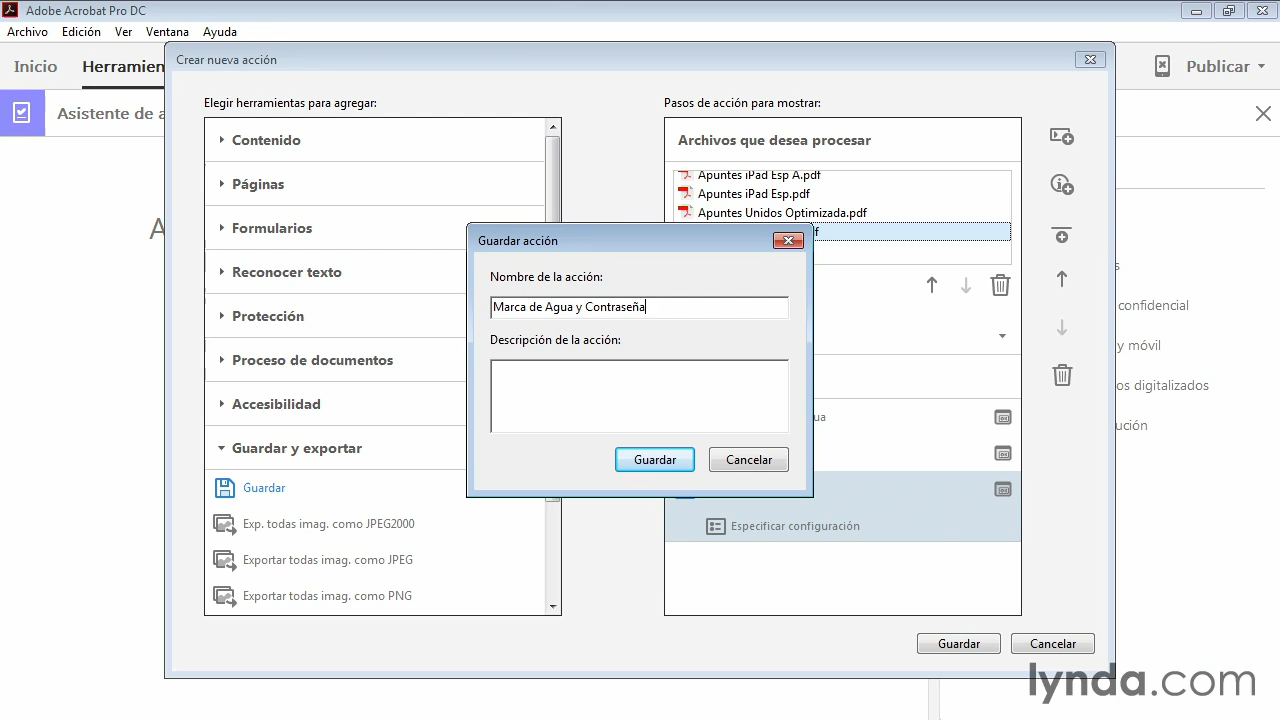 Adobe Acrobat Pro DC
Archivo Edición Ver Ventana Ayuda
Inicio
Publicar
Asistente de a
Crear nueva acción
Elegir herramientas para agregar:
Contenido
Páginas
Formularios
Reconocer texto
Protección
Proceso de documentos
Accesibilidad
Guardar y exportar
Guardar
Exp. todas imag. como JPEG2000
Exportar todas imag. como JPEG
Exportar todas imag. como PNG
Pasos de acción para mostrar:
Archivos que desea procesar
Apuntes iPad Esp A.pdf
Apuntes iPad Esp.pdf
Apuntes Unidos Optimizada.pdf
Especificar configuración
Guardar acción
Nombre de la acción:
Marca de Agua y Contraseña
Descripción de la acción:
Guardar Cancelar
Guardar Cancelar
confidencial
y móvil
os digitalizados
lynda.com